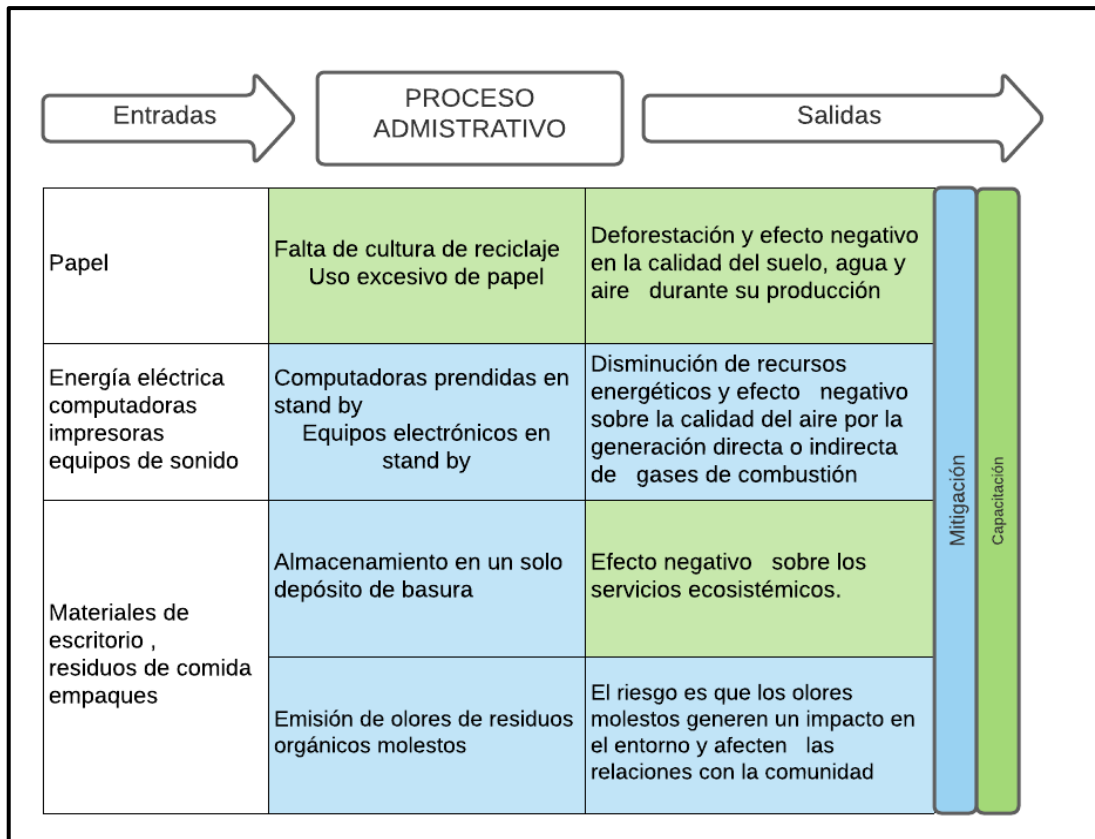 Entradas
PROCESO
ADMISTRATIVO
Salidas
Papel
Falta de cultura de reciclaje
Uso excesivo de papel
Deforestación y efecto negativo
en la calidad del suelo, agua y
aire durante su producción
Energía eléctrica
computadoras
impresoras
equipos de sonido
Computadoras prendidas en
stand by
Equipos electrónicos en
stand by
Disminución de recursos
energéticos y efecto negativo
sobre la calidad del aire por la
generación directa o indirecta
de gases de combustión
Materiales de
escritorio ,
residuos de comida
empaques
Almacenamiento en un solo
depósito de basura
Efecto negativo sobre los
servicios ecosistémicos.
Emisión de olores de residuos
orgánicos molestos
El riesgo es que los olores
molestos generen un impacto en
el entorno y afecten las
relaciones con la comunidad
Mitigación
Capacitación